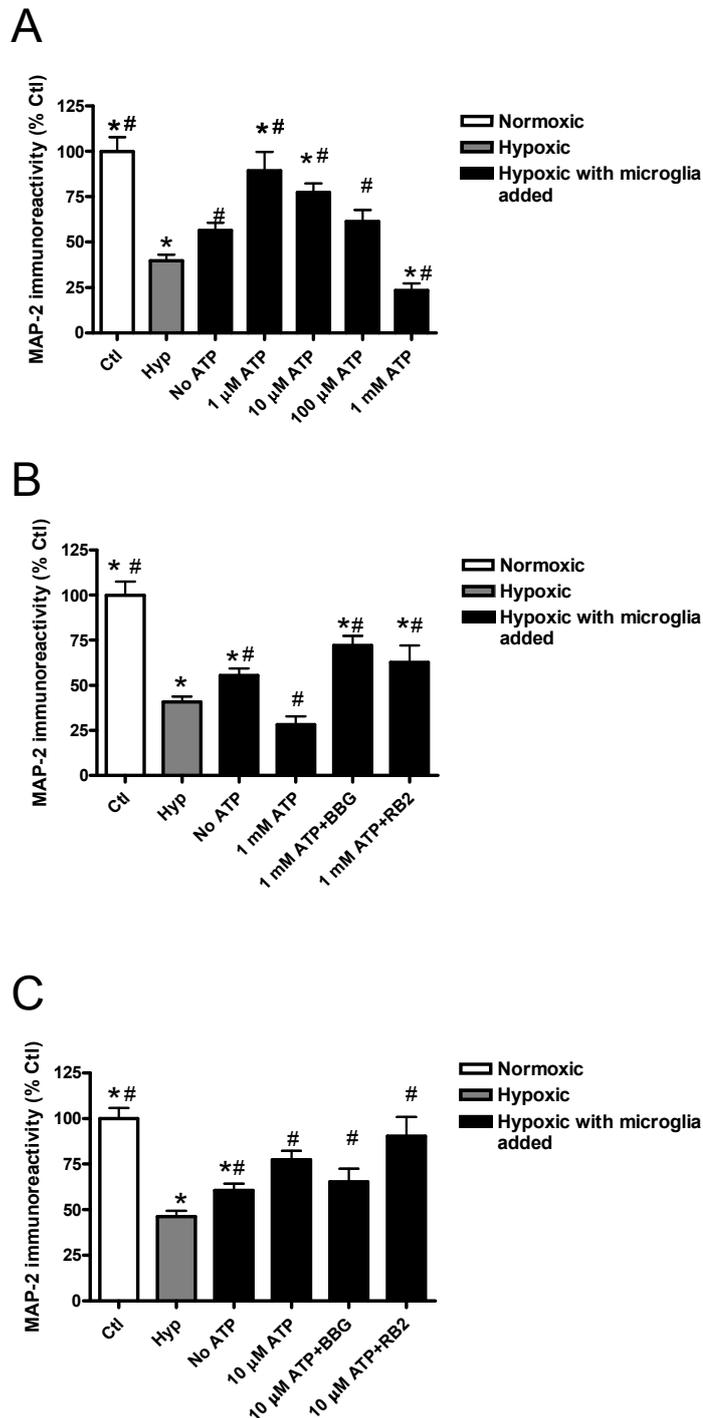 A
MAP-2 immunoreactivity (% Ctl)
125
100
75
50
25
0
*#
*
#
*#
*#
#
*#
Ctl
Hyp
No ATP
1 μM ATP
10 μM ATP
100 μM ATP
1 mM ATP
Normoxic
Hypoxic
Hypoxic with microglia
added
B
MAP-2 immunoreactivity (% Ctl)
125
100
75
50
25
0
* #
*
*#
#
*#
*#
Ctl
Hyp
No ATP
1 mM ATP
1 mM ATP+BBG
1 mM ATP+RB2
Normoxic
Hypoxic
Hypoxic with microglia
added
C
MAP-2 immunoreactivity (% Ctl)
125
100
75
50
25
0
*#
*
*#
#
#
#
Ctl
Hyp
No ATP
10 μM ATP
10 μM ATP+BBG
10 μM ATP+RB2
Normoxic
Hypoxic
Hypoxic with microglia
added